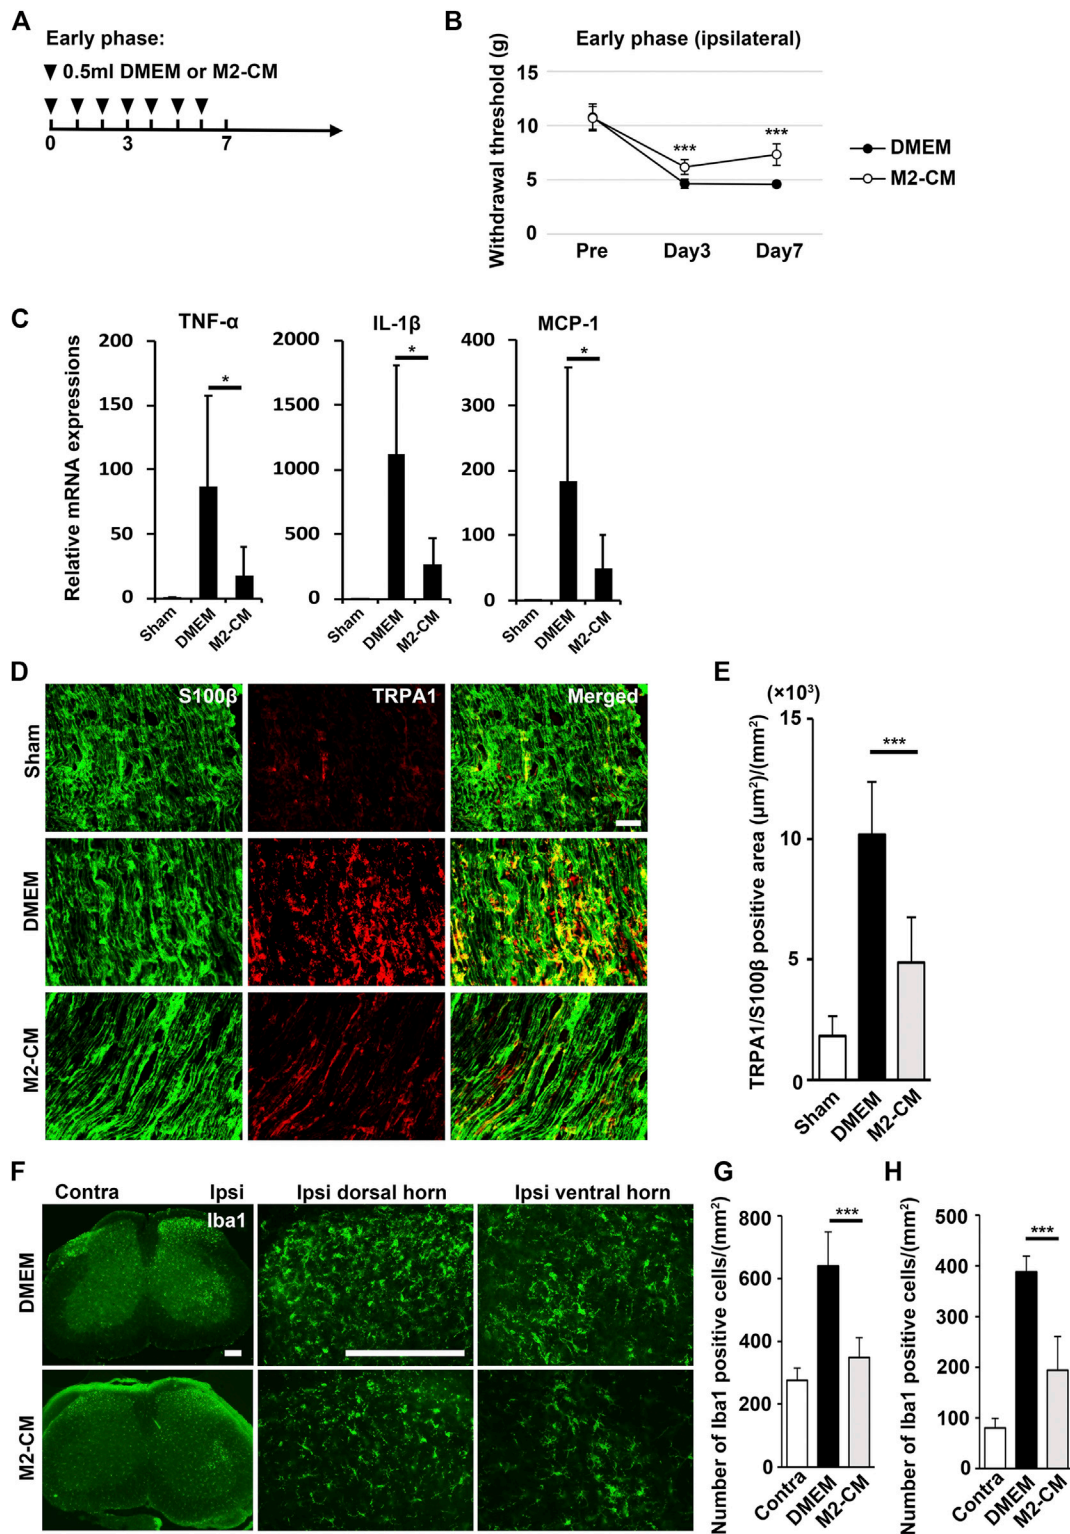 A
Early phase:
▼ 0.5ml DMEM or M2-CM
0 3 7
B
Early phase (ipsilateral)
Withdrawal threshold (g)
15
10
5
0
*** ***
Pre Day3 Day7
DMEM
M2-CM
C
Relative mRNA expressions
TNF-α
200
150
100
50
0
*
Sham DMEM M2-CM
IL-1β
2000
1500
1000
500
0
*
Sham DMEM M2-CM
MCP-1
400
300
200
100
0
*
Sham DMEM M2-CM
D
S100β TRPA1 Merged
Sham
DMEM
M2-CM
E
(×10³)
TRPA1/S100β positive area (μm²)/(mm²)
15
10
5
0
***
Sham DMEM M2-CM
F
Contra Ipsi Ipsi dorsal horn Ipsi ventral horn
Iba1
DMEM
M2-CM
G
Number of Iba1 positive cells/(mm²)
800
600
400
200
0
***
Contra DMEM M2-CM
H
Number of Iba1 positive cells/(mm²)
500
400
300
200
100
0
***
Contra DMEM M2-CM